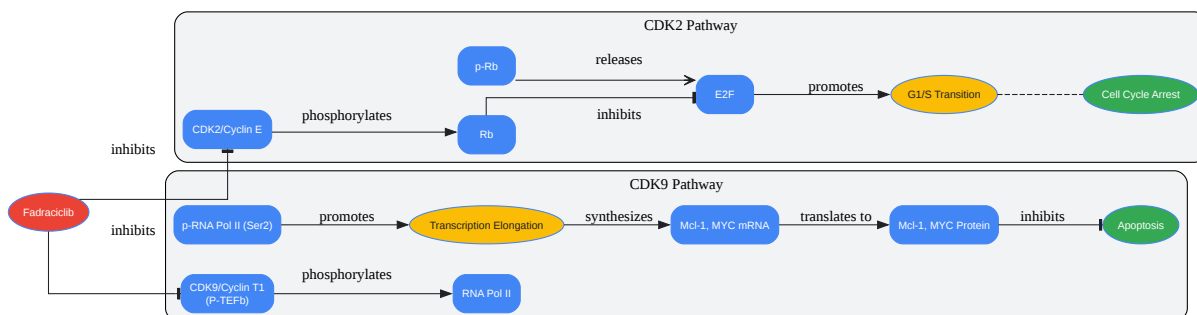 CDK2 Pathway
p-Rb
releases
E2F
promotes
G1/S Transition
Cell Cycle Arrest
CDK2/Cyclin E
phosphorylates
Rb
inhibits
inhibits
CDK9 Pathway
Fadraciclib
inhibits
p-RNA Pol II (Ser2)
promotes
Transcription Elongation
synthesizes
Mcl-1, MYC mRNA
translates to
Mcl-1, MYC Protein
inhibits
Apoptosis
CDK9/Cyclin T1
(P-TEFb)
phosphorylates
RNA Pol II